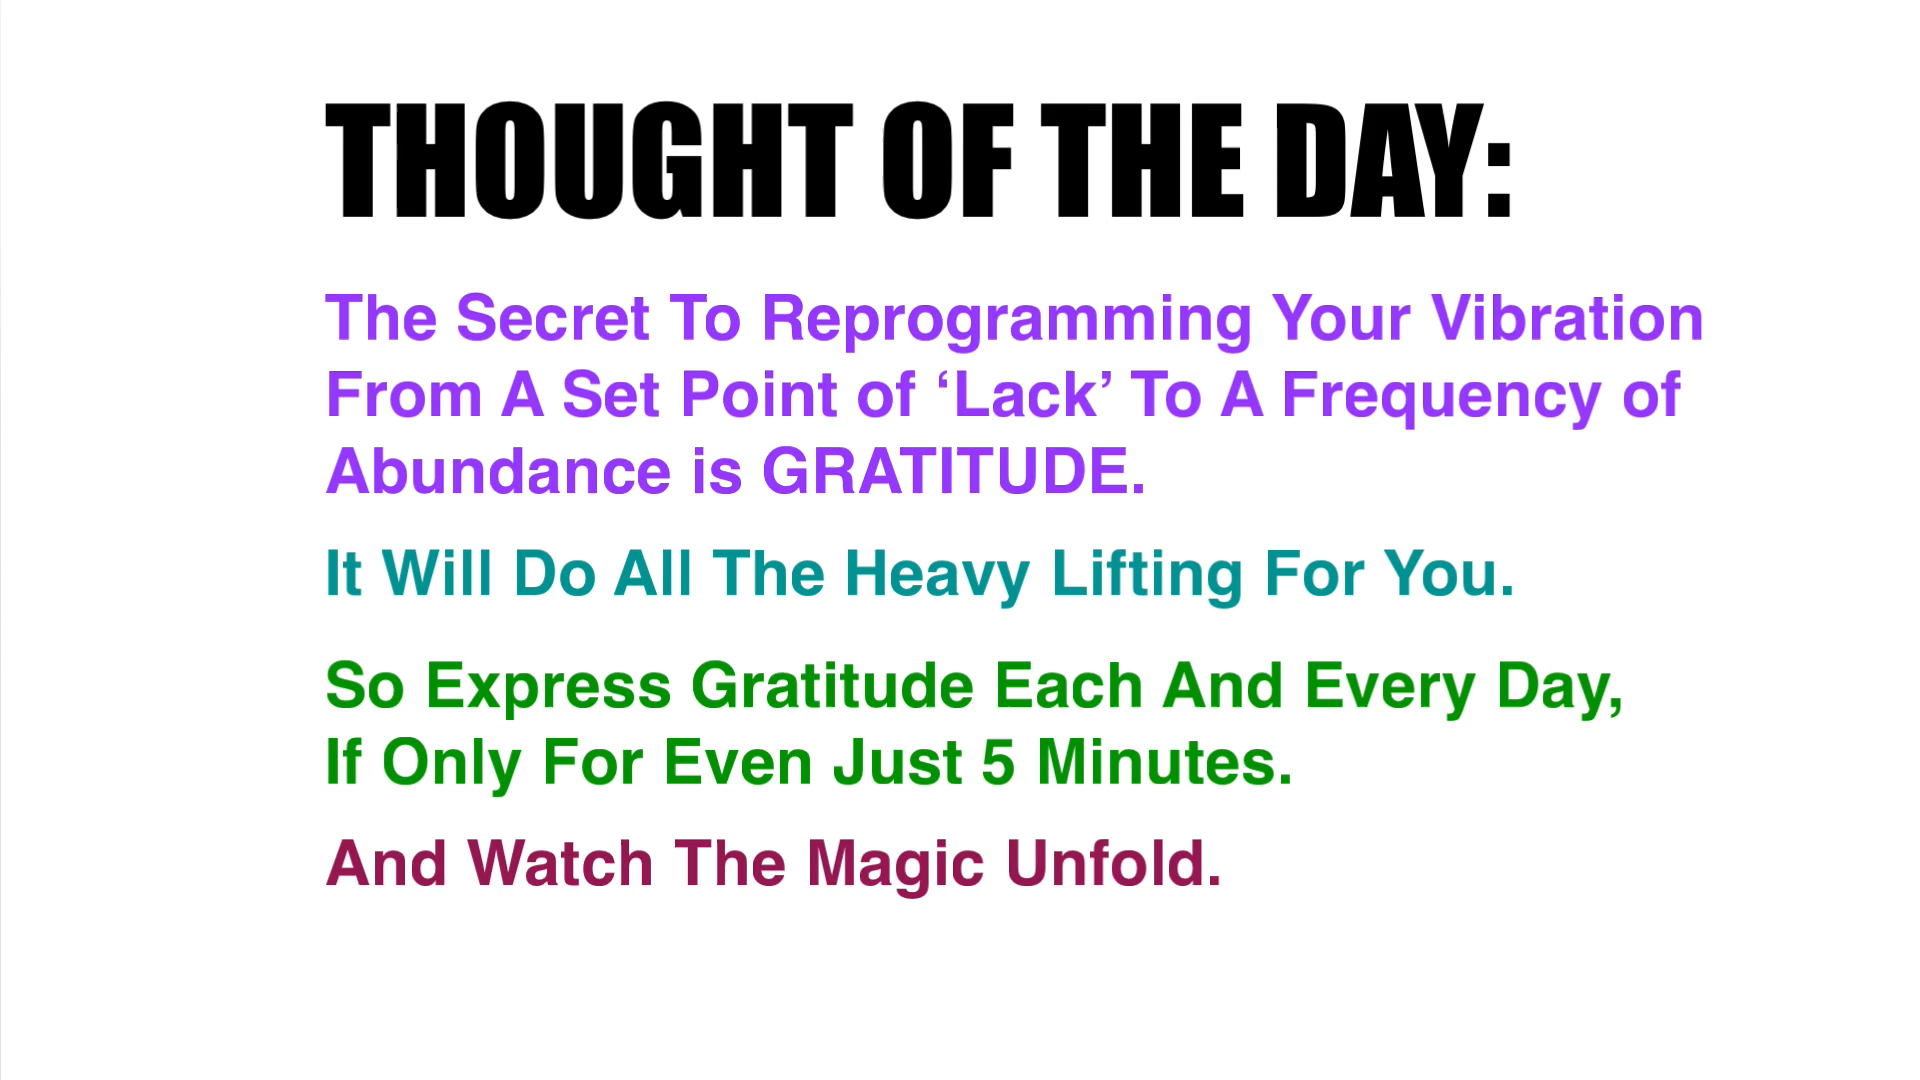 THOUGHT OF THE DAY:
The Secret To Reprogramming Your Vibration
From A Set Point of ‘Lack’ To A Frequency of
Abundance is GRATITUDE.
It Will Do All The Heavy Lifting For You.
So Express Gratitude Each And Every Day,
If Only For Even Just 5 Minutes.
And Watch The Magic Unfold.